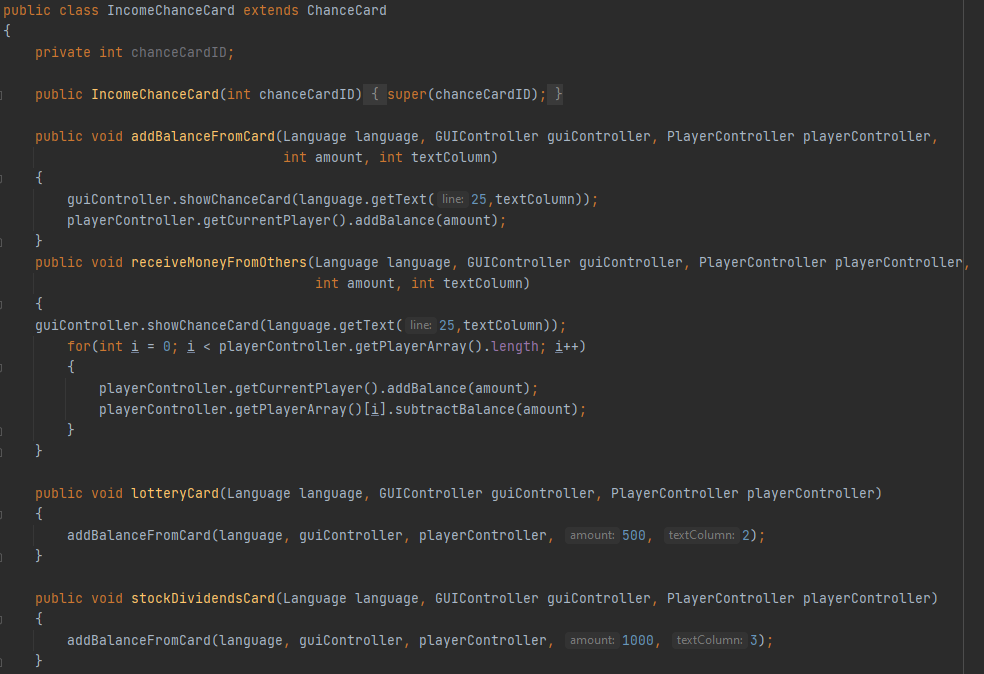 public class IncomeChanceCard extends ChanceCard
{
    private int chanceCardID;

    public IncomeChanceCard(int chanceCardID) { super(chanceCardID); }

    public void addBalanceFromCard(Language language, GUIController guiController, PlayerController playerController,
                                   int amount, int textColumn)
    {
        guiController.showChanceCard(language.getText( line: 25,textColumn));
        playerController.getCurrentPlayer().addBalance(amount);
    }
    public void receiveMoneyFromOthers(Language language, GUIController guiController, PlayerController playerController,
                                       int amount, int textColumn)
    {
    guiController.showChanceCard(language.getText( line: 25,textColumn));
        for(int i = 0; i < playerController.getPlayerArray().length; i++)
        {
            playerController.getCurrentPlayer().addBalance(amount);
            playerController.getPlayerArray()[i].subtractBalance(amount);
        }
    }

    public void lotteryCard(Language language, GUIController guiController, PlayerController playerController)
    {
        addBalanceFromCard(language, guiController, playerController, amount: 500, textColumn: 2);
    }

    public void stockDividendsCard(Language language, GUIController guiController, PlayerController playerController)
    {
        addBalanceFromCard(language, guiController, playerController, amount: 1000, textColumn: 3);
    }